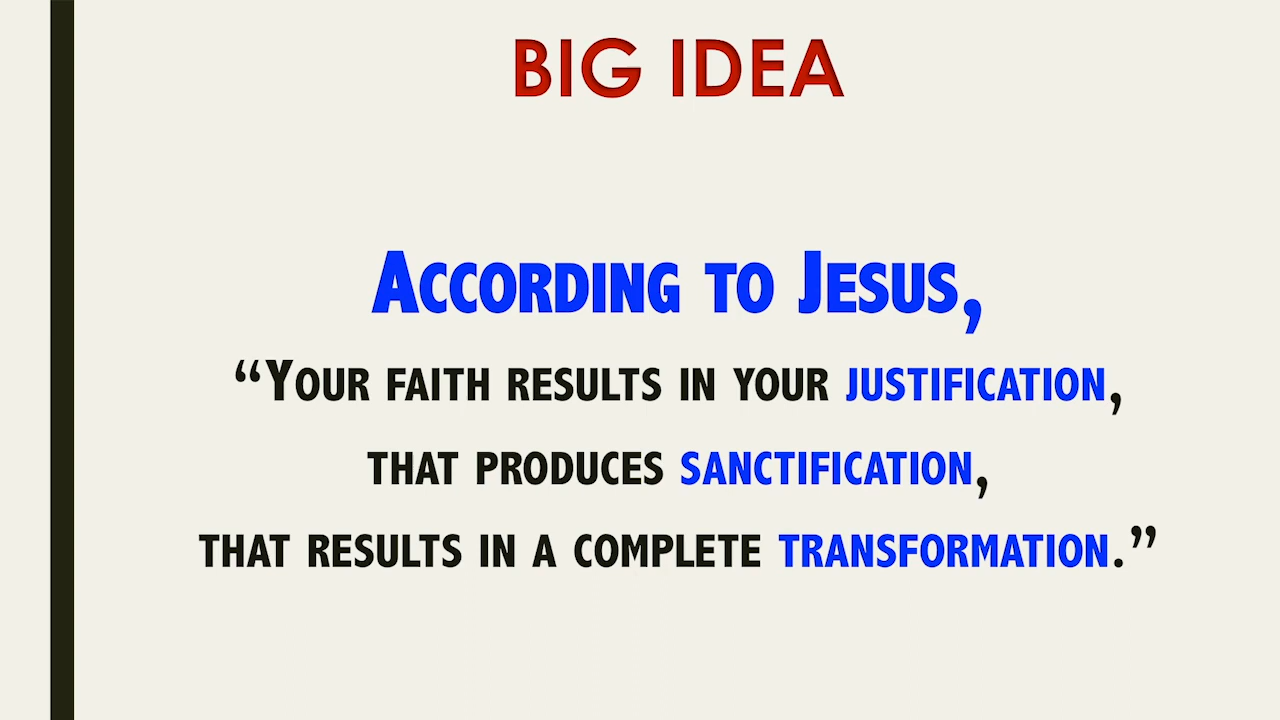 BIG IDEA
According to Jesus,
“Your faith results in your justification,
that produces sanctification,
that results in a complete transformation.”